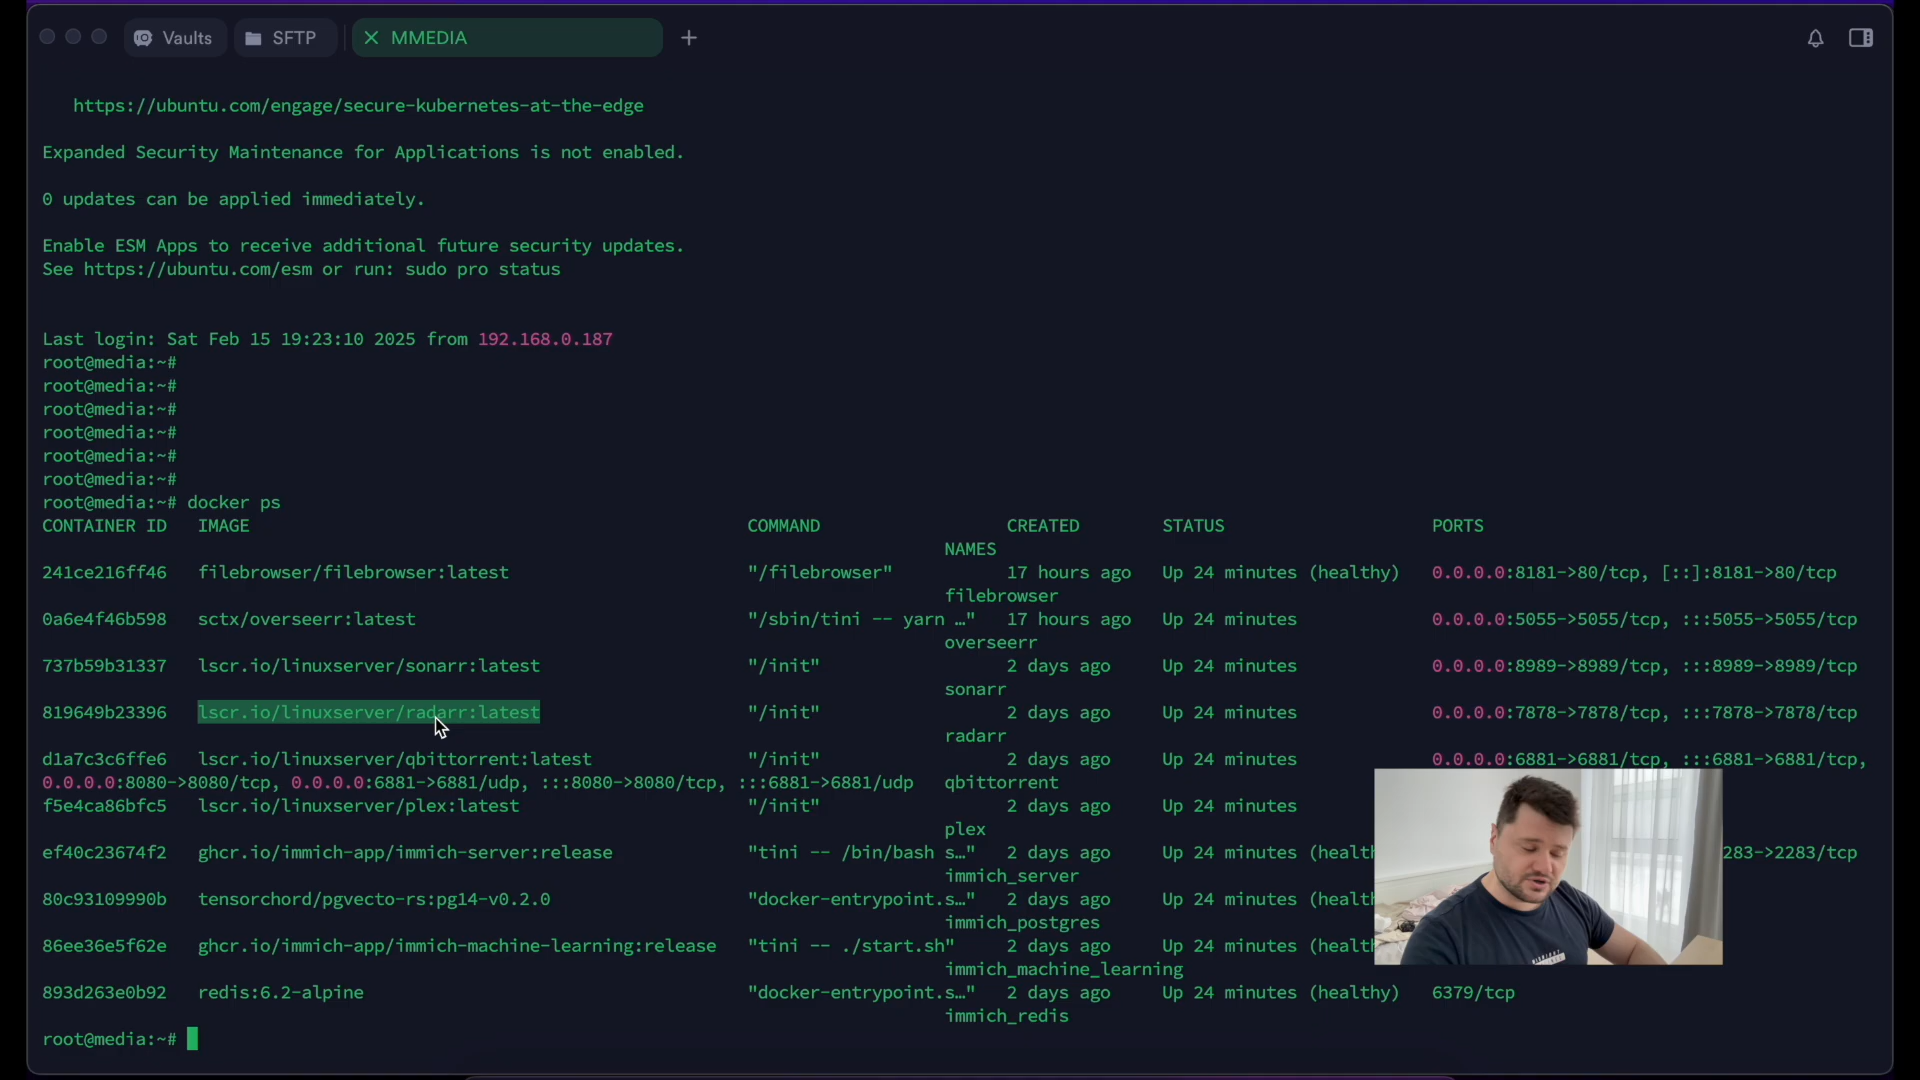 Vaults SFTP MMEDIA
https://ubuntu.com/engage/secure-kubernetes-at-the-edge
Expanded Security Maintenance for Applications is not enabled.
0 updates can be applied immediately.
Enable ESM Apps to receive additional future security updates.
See https://ubuntu.com/esm or run: sudo pro status
Last login: Sat Feb 15 19:23:10 2025 from 192.168.0.187
root@media:~#
root@media:~#
root@media:~#
root@media:~#
root@media:~#
root@media:~#
root@media:~# docker ps
CONTAINER ID IMAGE COMMAND CREATED STATUS PORTS
NAMES
241ce216ff46 filebrowser/filebrowser:latest "/filebrowser" 17 hours ago Up 24 minutes (healthy) 0.0.0.0:8181->80/tcp, [::]:8181->80/tcp
filebrowser
0a6e4f46b598 sctx/overseerr:latest "/sbin/tini -- yarn …" 17 hours ago Up 24 minutes 0.0.0.0:5055->5055/tcp, :::5055->5055/tcp
overseerr
737b59b31337 lscr.io/linuxserver/sonarr:latest "/init" 2 days ago Up 24 minutes 0.0.0.0:8989->8989/tcp, :::8989->8989/tcp
sonarr
819649b23396 lscr.io/linuxserver/radarr:latest "/init" 2 days ago Up 24 minutes 0.0.0.0:7878->7878/tcp, :::7878->7878/tcp
radarr
d1a7c3c6ffe6 lscr.io/linuxserver/qbittorrent:latest "/init" 2 days ago Up 24 minutes 0.0.0.0:6881->6881/tcp, :::6881->6881/tcp,
0.0.0.0:8080->8080/tcp, 0.0.0.0:6881->6881/udp, :::8080->8080/tcp, :::6881->6881/udp qbittorrent
f5e4ca86bfc5 lscr.io/linuxserver/plex:latest "/init" 2 days ago Up 24 minutes
plex
ef40c23674f2 ghcr.io/immich-app/immich-server:release "tini -- /bin/bash s…" 2 days ago Up 24 minutes (healt 283->2283/tcp
immich_server
80c93109990b tensorchord/pgvecto-rs:pg14-v0.2.0 "docker-entrypoint.s…" 2 days ago Up 24 minutes (healt
immich_postgres
86ee36e5f62e ghcr.io/immich-app/immich-machine-learning:release "tini -- ./start.sh" 2 days ago Up 24 minutes (healt
immich_machine_learning
893d263e0b92 redis:6.2-alpine "docker-entrypoint.s…" 2 days ago Up 24 minutes (healthy) 6379/tcp
immich_redis
root@media:~#